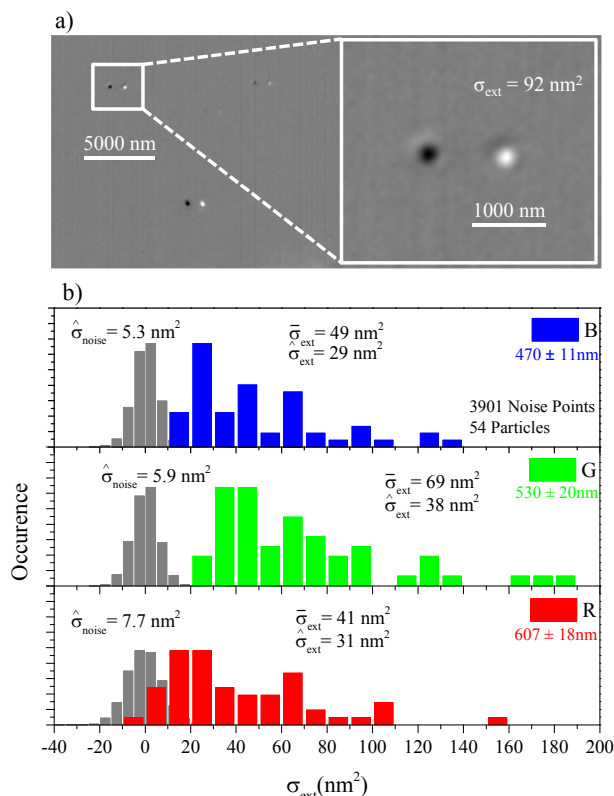 a)
σext = 92 nm²
5000 nm
1000 nm
b)
σ̂noise = 5.3 nm²
σ̄ext = 49 nm²
σ̂ext = 29 nm²
B
470 ± 11nm
3901 Noise Points
54 Particles
σ̂noise = 5.9 nm²
σ̄ext = 69 nm²
σ̂ext = 38 nm²
G
530 ± 20nm
σ̂noise = 7.7 nm²
σ̄ext = 41 nm²
σ̂ext = 31 nm²
R
607 ± 18nm
Occurence
-40 -20 0 20 40 60 80 100 120 140 160 180 200
σext(nm²)